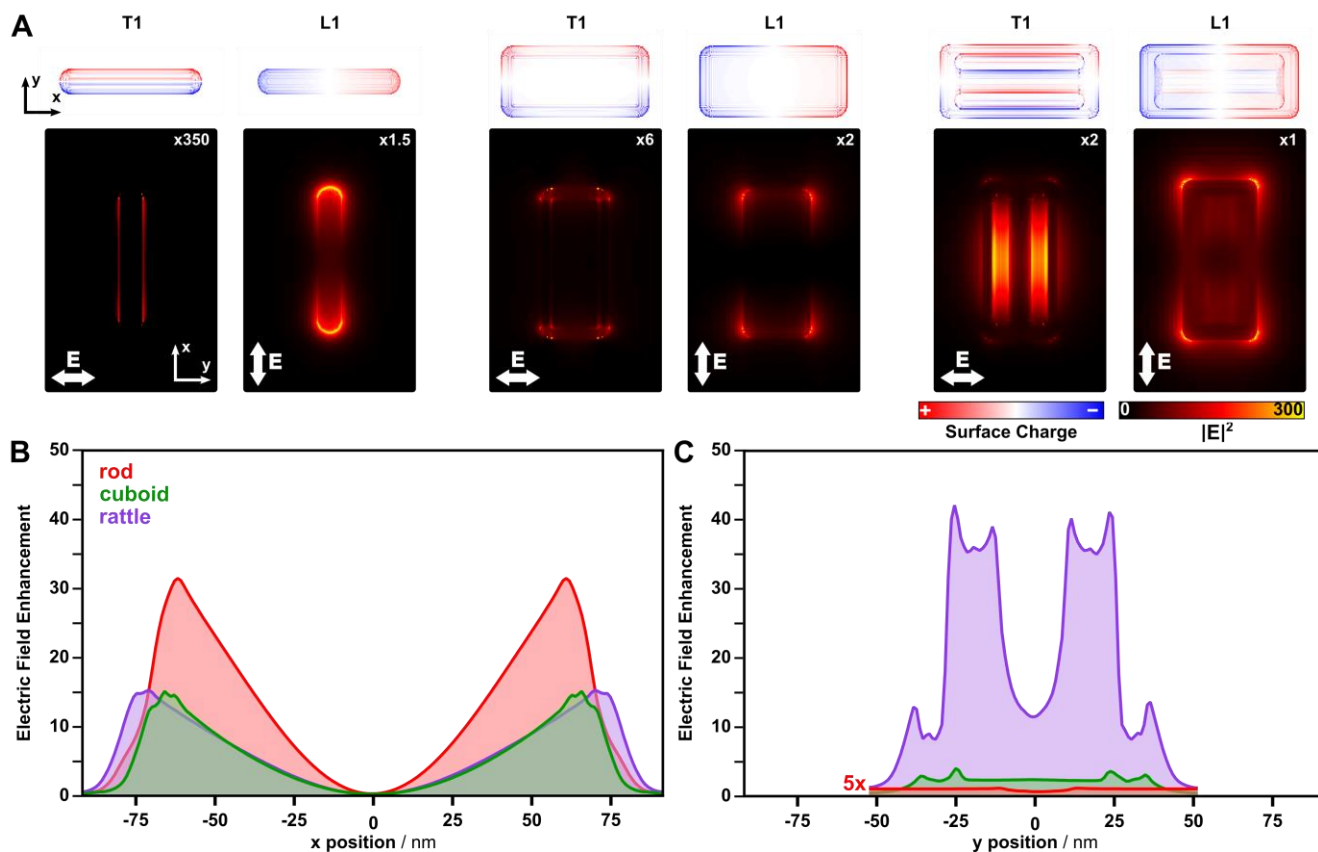 A
T1 L1 T1 L1 T1 L1
y
x
x350 x1.5 x6 x2 x2 x1
E x y E E E E E
+ − 0 300
Surface Charge |E|²
B C
50 50
rod
cuboid
rattle
40 40
30 30
20 20
10 10
5x
0 0
Electric Field Enhancement Electric Field Enhancement
-75 -50 -25 0 25 50 75 -75 -50 -25 0 25 50 75
x position / nm y position / nm